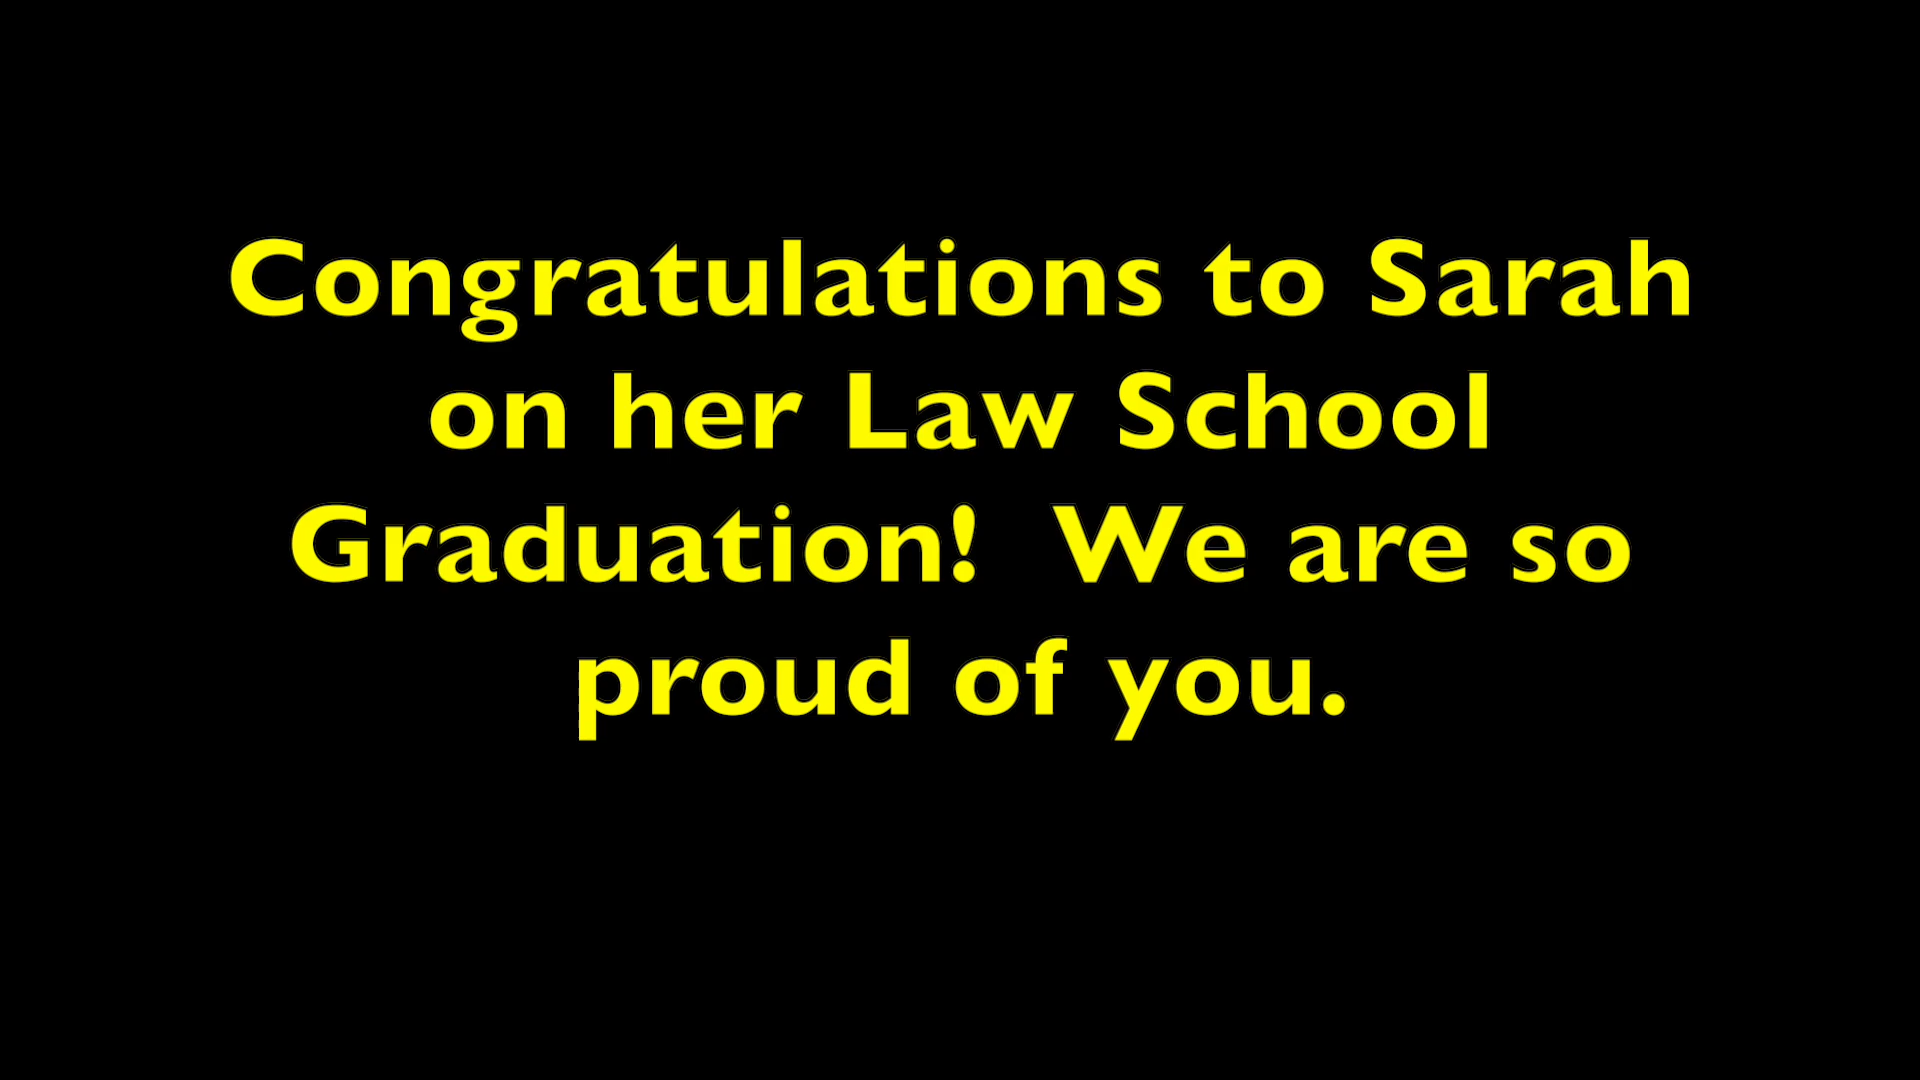 Congratulations to Sarah
on her Law School
Graduation!  We are so
proud of you.